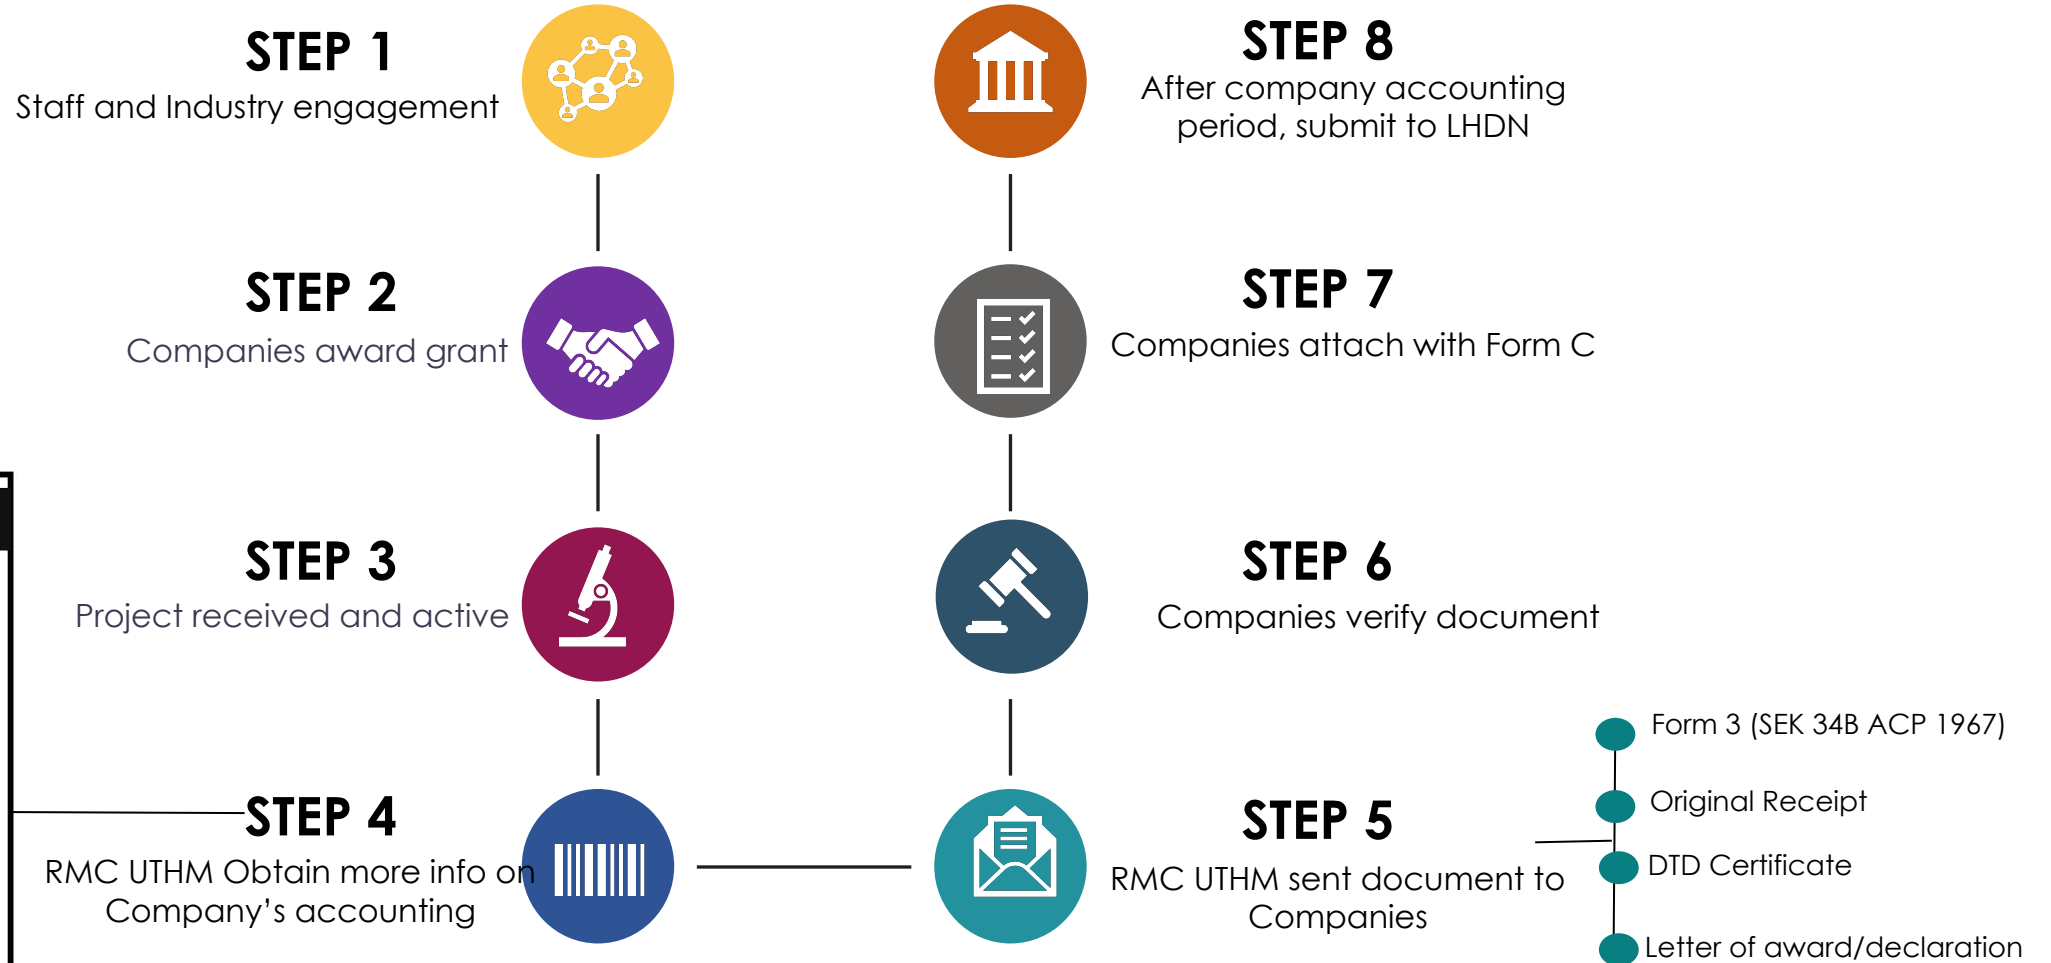 STEP 1
Staff and Industry engagement
STEP 2
Companies award grant
STEP 3
Project received and active
STEP 4
RMC UTHM Obtain more info on
Company’s accounting
STEP 5
RMC UTHM sent document to
Companies
Form 3 (SEK 34B ACP 1967)
Original Receipt
DTD Certificate
Letter of award/declaration
STEP 6
Companies verify document
STEP 7
Companies attach with Form C
STEP 8
After company accounting
period, submit to LHDN